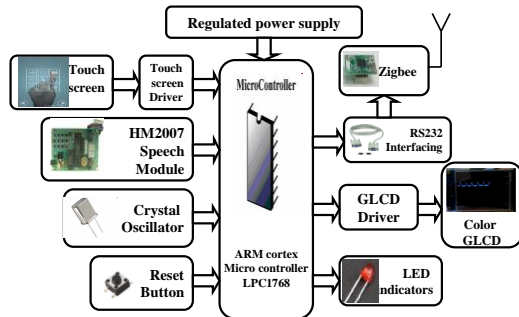 Regulated power supply
Touch
screen
Touch
screen
Driver
MicroController
Zigbee
HM2007
Speech
Module
RS232
Interfacing
Crystal
Oscillator
GLCD
Driver
Color
GLCD
ARM cortex
Micro controller
LPC1768
Reset
Button
LED
ndicators